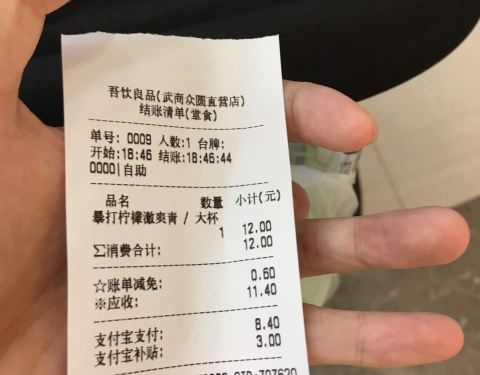 吾饮良品(武商众圆直营店)
结账清单(堂食)
单号: 0009 人数:1 台牌:
开始:18:46 结账:18:46:44
0000|自助
品名 数量 小计(元)
暴打柠檬澈爽青 / 大杯
1 12.00
∑消费合计: 12.00
☆账单减免: 0.60
※应收: 11.40
支付宝支付: 8.40
支付宝补贴: 3.00